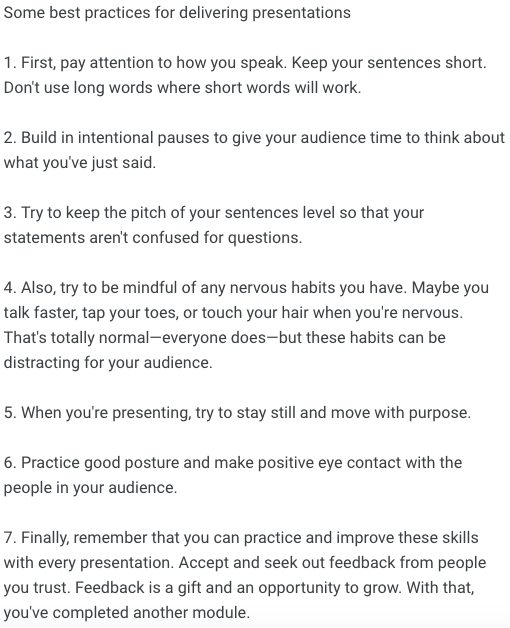 Some best practices for delivering presentations
1. First, pay attention to how you speak. Keep your sentences short.
Don't use long words where short words will work.
2. Build in intentional pauses to give your audience time to think about
what you've just said.
3. Try to keep the pitch of your sentences level so that your
statements aren't confused for questions.
4. Also, try to be mindful of any nervous habits you have. Maybe you
talk faster, tap your toes, or touch your hair when you're nervous.
That's totally normal—everyone does—but these habits can be
distracting for your audience.
5. When you're presenting, try to stay still and move with purpose.
6. Practice good posture and make positive eye contact with the
people in your audience.
7. Finally, remember that you can practice and improve these skills
with every presentation. Accept and seek out feedback from people
you trust. Feedback is a gift and an opportunity to grow. With that,
you've completed another module.